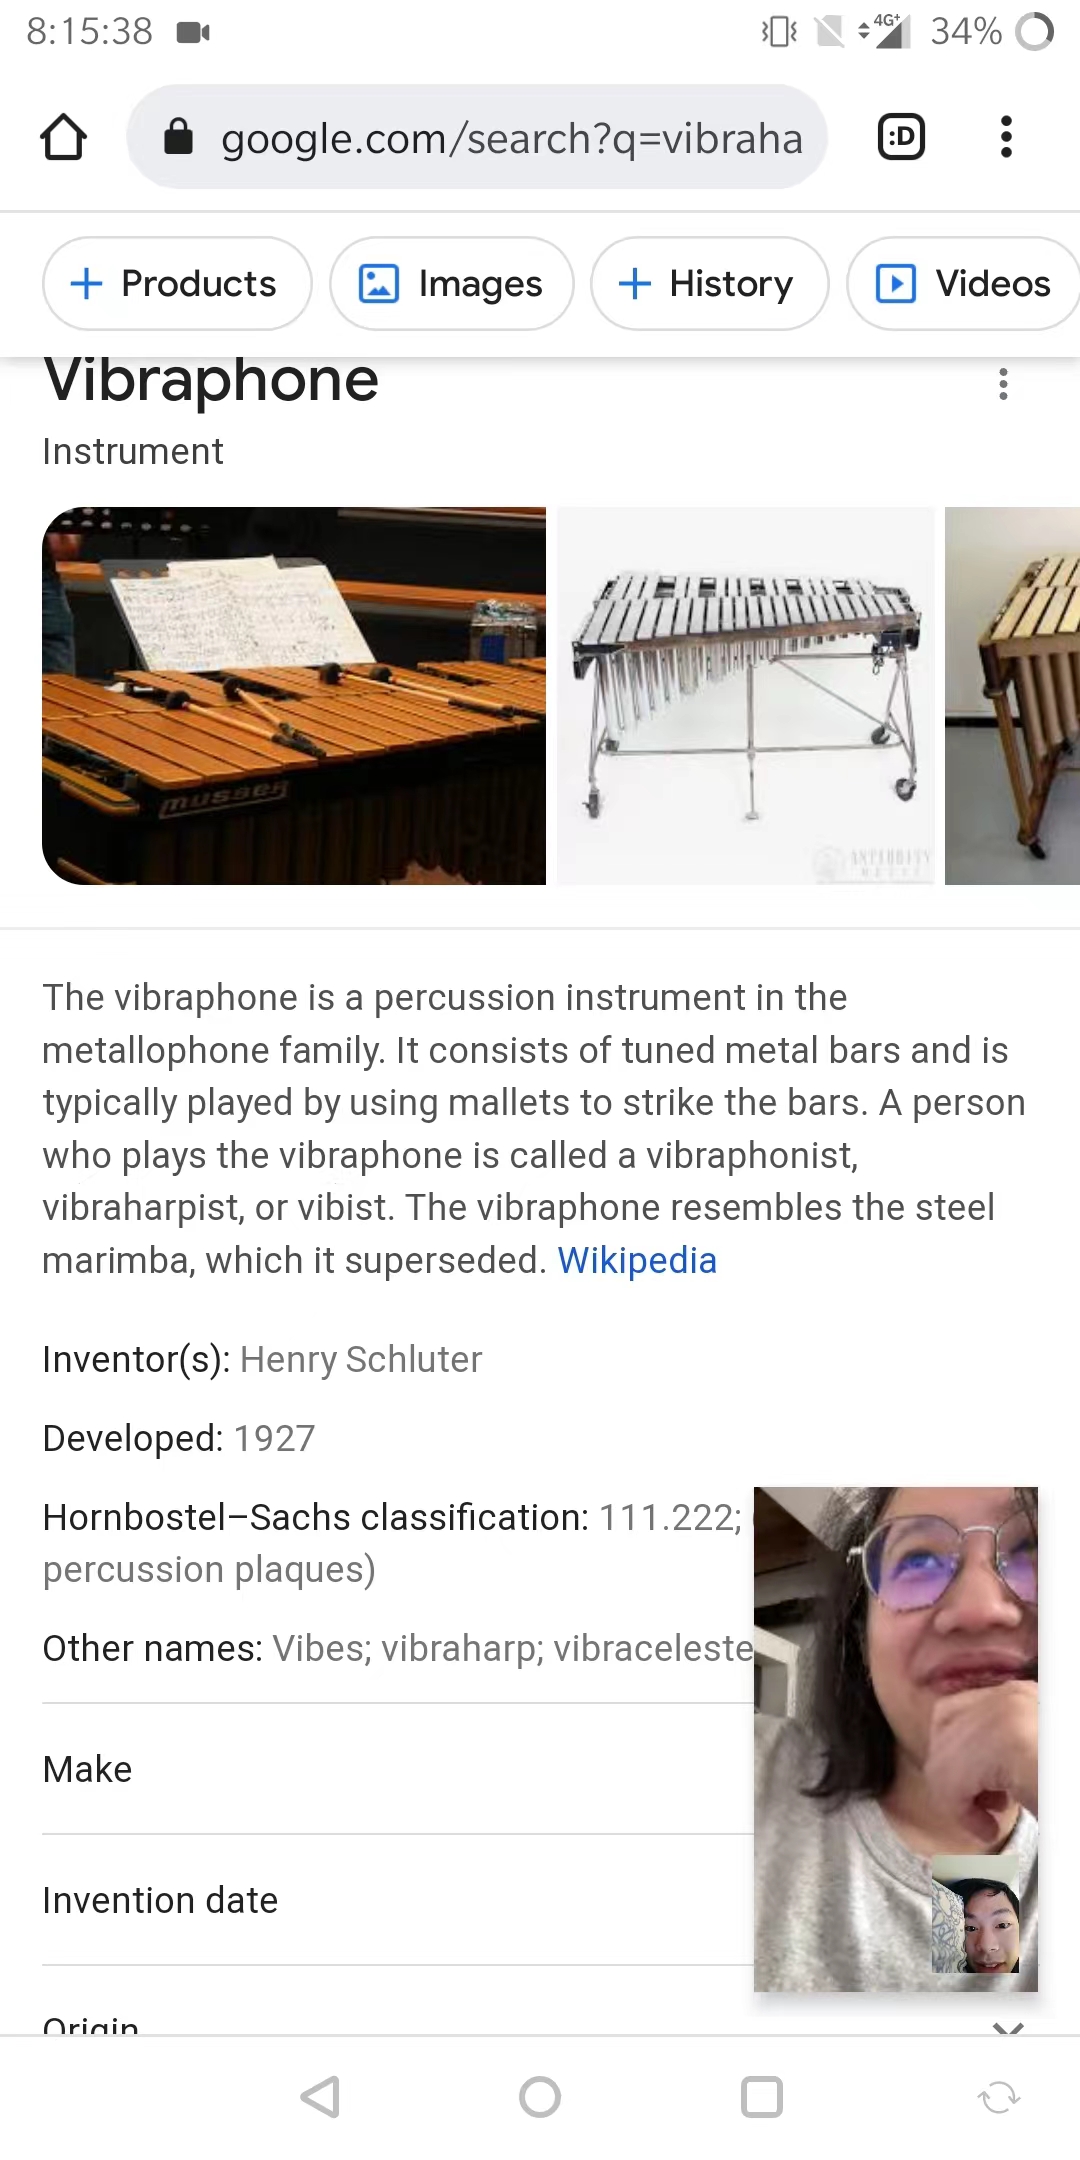 8:15:38 4G+ 34%
google.com/search?q=vibraha :D
Products Images History Videos
Vibraphone
Instrument
musser
The vibraphone is a percussion instrument in the
metallophone family. It consists of tuned metal bars and is
typically played by using mallets to strike the bars. A person
who plays the vibraphone is called a vibraphonist,
vibraharpist, or vibist. The vibraphone resembles the steel
marimba, which it superseded. Wikipedia
Inventor(s): Henry Schluter
Developed: 1927
Hornbostel–Sachs classification: 111.222;
percussion plaques)
Other names: Vibes; vibraharp; vibraceleste
Make
Invention date
Origin